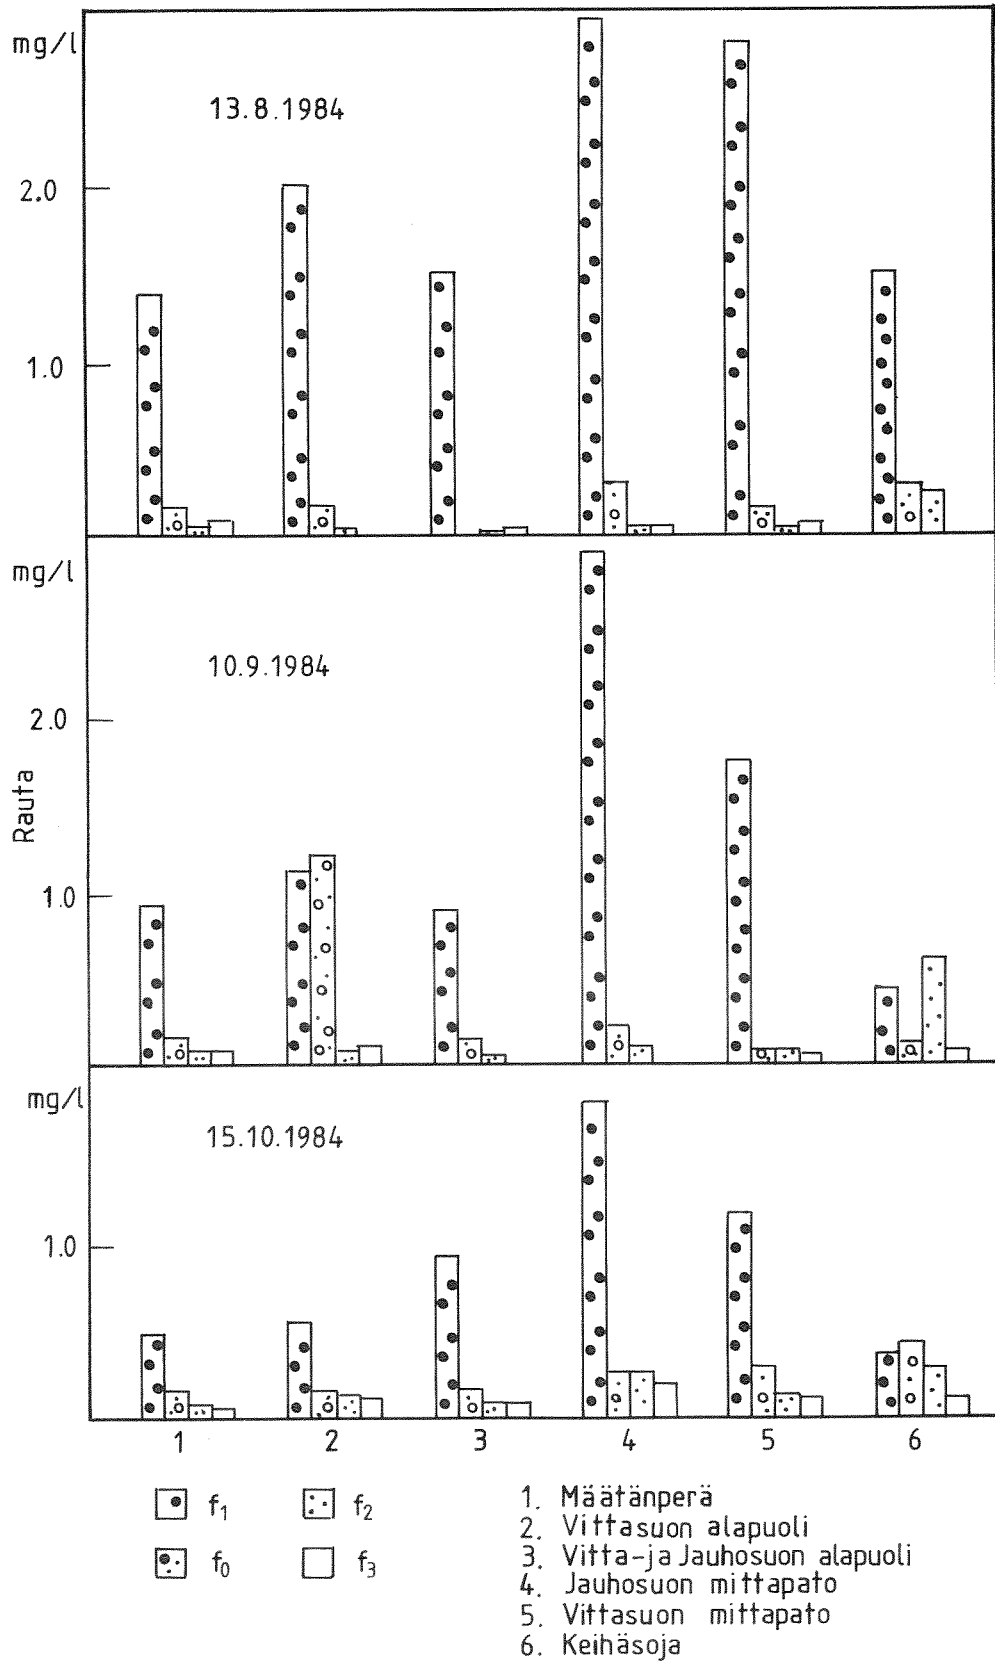 mg/l
13.8.1984
2.0
1.0
mg/l
10.9.1984
2.0
Rauta
1.0
mg/l
15.10.1984
1.0
1 2 3 4 5 6
f₁ f₂
f₀ f₃
1. Määtänperä
2. Vittasuon alapuoli
3. Vitta-ja Jauhosuon alapuoli
4. Jauhosuon mittapato
5. Vittasuon mittapato
6. Keihäsoja